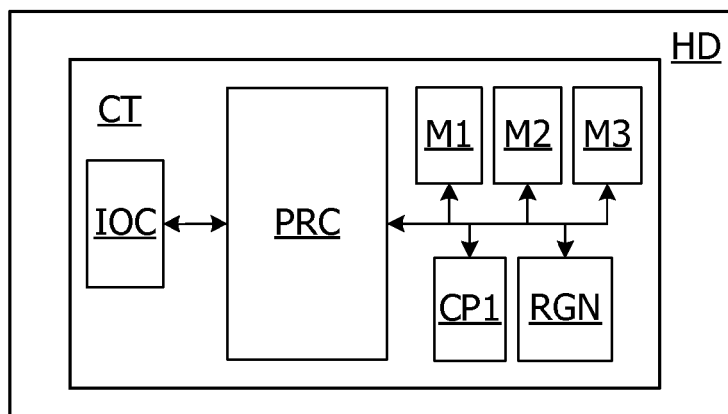 HD
CT
M1 M2 M3
IOC PRC
CP1 RGN